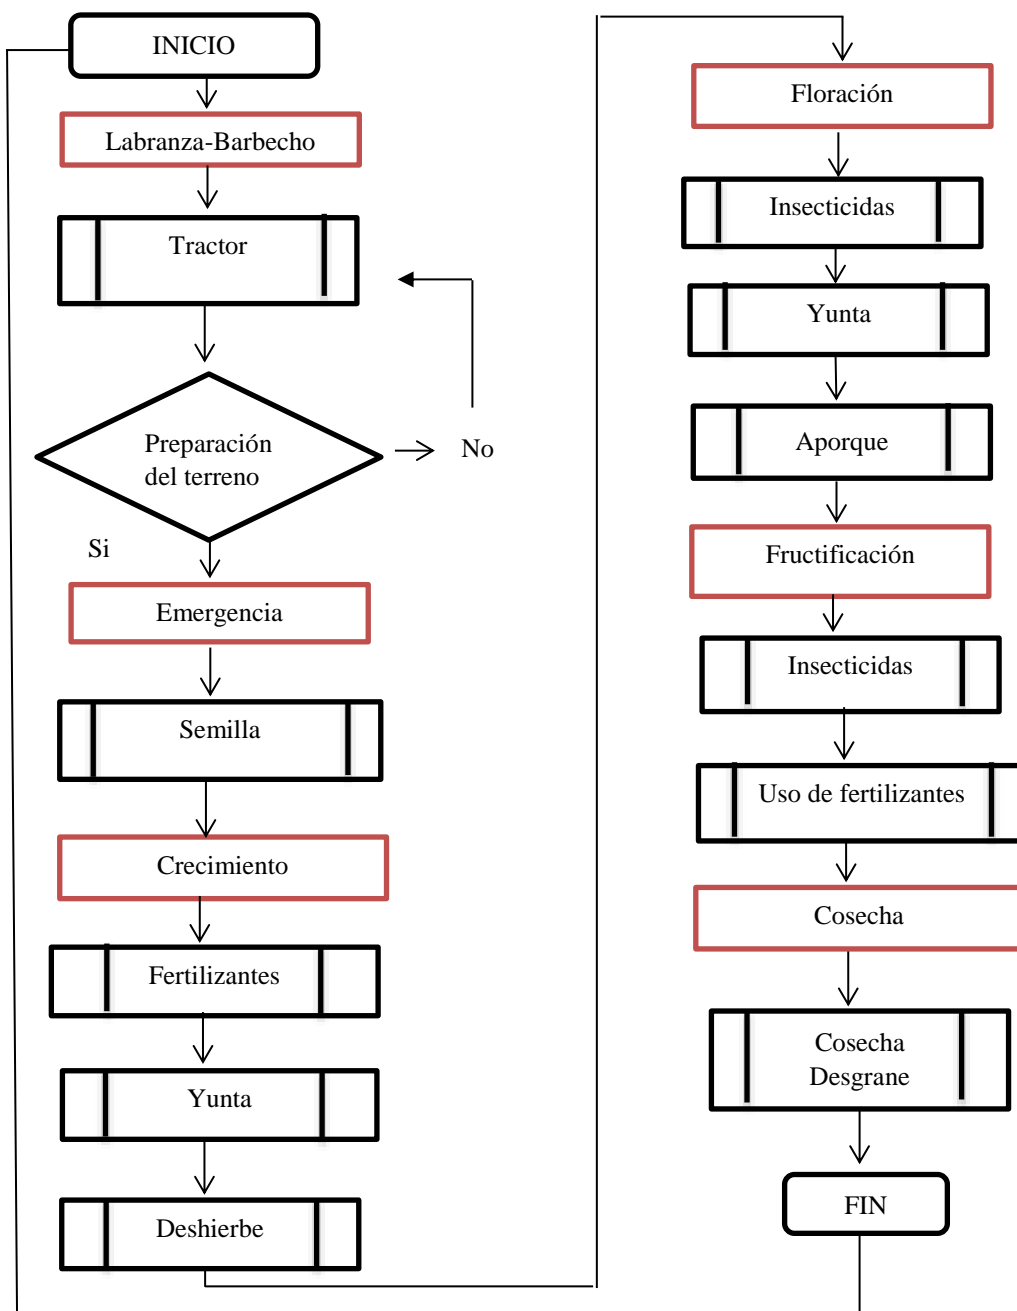 INICIO
Labranza-Barbecho
Tractor
Preparación
del terreno
No
Si
Emergencia
Semilla
Crecimiento
Fertilizantes
Yunta
Deshierbe
Floración
Insecticidas
Yunta
Aporque
Fructificación
Insecticidas
Uso de fertilizantes
Cosecha
Cosecha
Desgrane
FIN